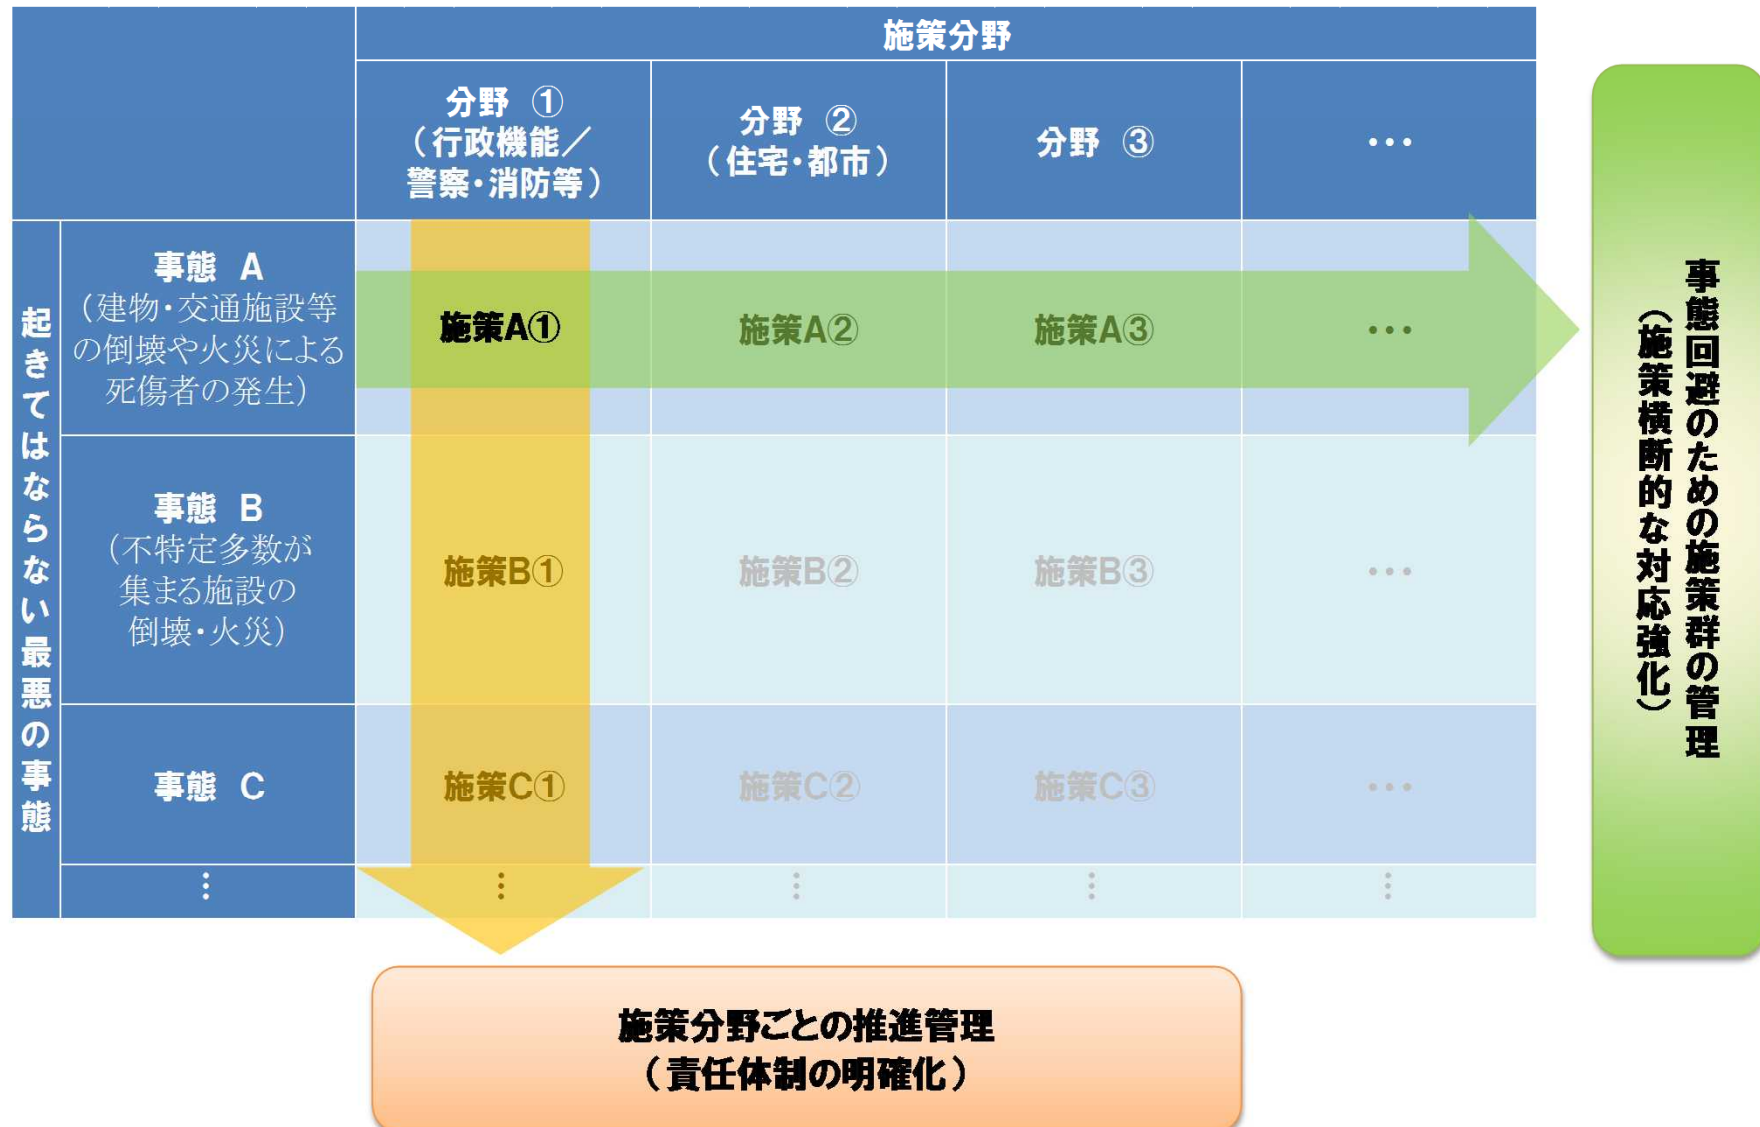 施策分野
分野 ①
（行政機能／
警察・消防等）
分野 ②
（住宅・都市）
分野 ③
・・・
起きてはならない最悪の事態
事態 A
（建物・交通施設等
の倒壊や火災による
死傷者の発生）
施策A①
施策A②
施策A③
・・・
事態 B
（不特定多数が
集まる施設の
倒壊・火災）
施策B①
施策B②
施策B③
・・・
事態 C
施策C①
施策C②
施策C③
・・・
⋮
⋮
⋮
⋮
⋮
事態回避のための施策群の管理
（施策横断的な対応強化）
施策分野ごとの推進管理
（責任体制の明確化）